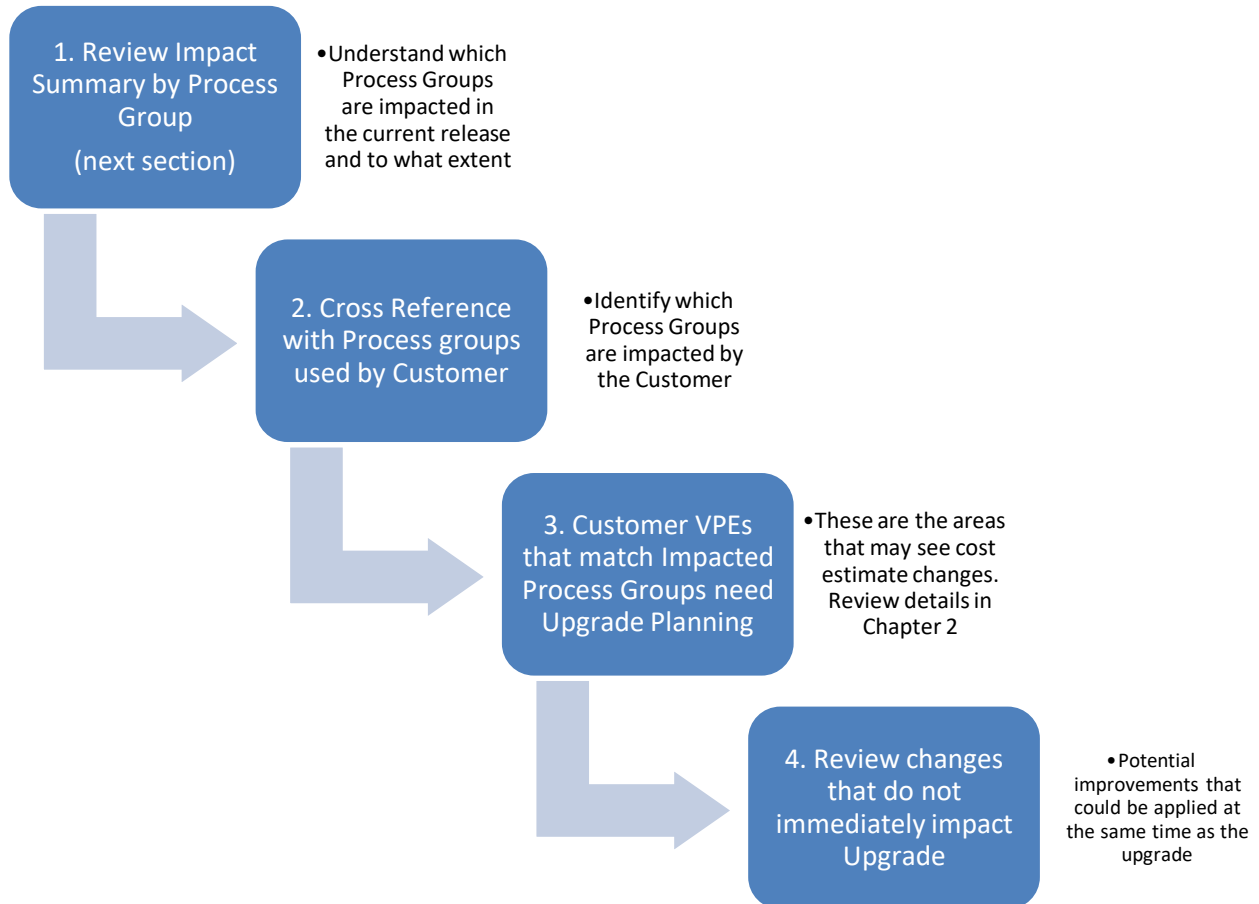 1. Review Impact
Summary by Process
Group
(next section)
•Understand which
Process Groups
are impacted in
the current release
and to what extent
2. Cross Reference
with Process groups
used by Customer
•Identify which
Process Groups
are impacted by
the Customer
3. Customer VPEs
that match Impacted
Process Groups need
Upgrade Planning
•These are the areas
that may see cost
estimate changes.
Review details in
Chapter 2
4. Review changes
that do not
immediately impact
Upgrade
•Potential
improvements that
could be applied at
the same time as the
upgrade